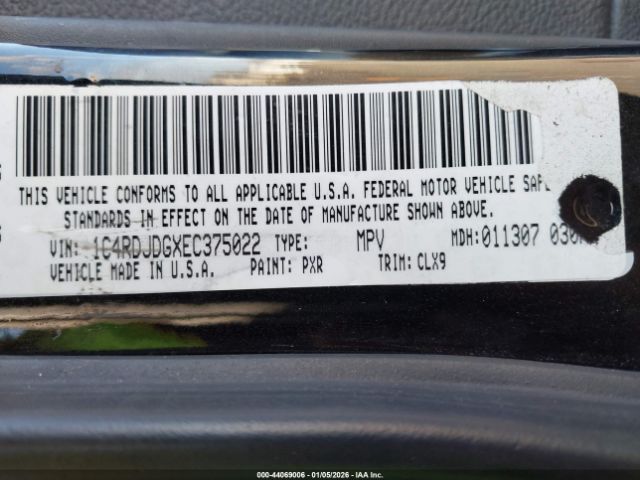 THIS VEHICLE CONFORMS TO ALL APPLICABLE U.S.A. FEDERAL MOTOR VEHICLE
STANDARDS IN EFFECT ON THE DATE OF MANUFACTURE SHOWN ABOVE.
VIN: 1C4RDJDGXEC375022 TYPE: MPV MDH:011307
VEHICLE MADE IN U.S.A. PAINT: PXR TRIM: CLX9
000-44069006 | 01/05/2026 | IAA Inc.